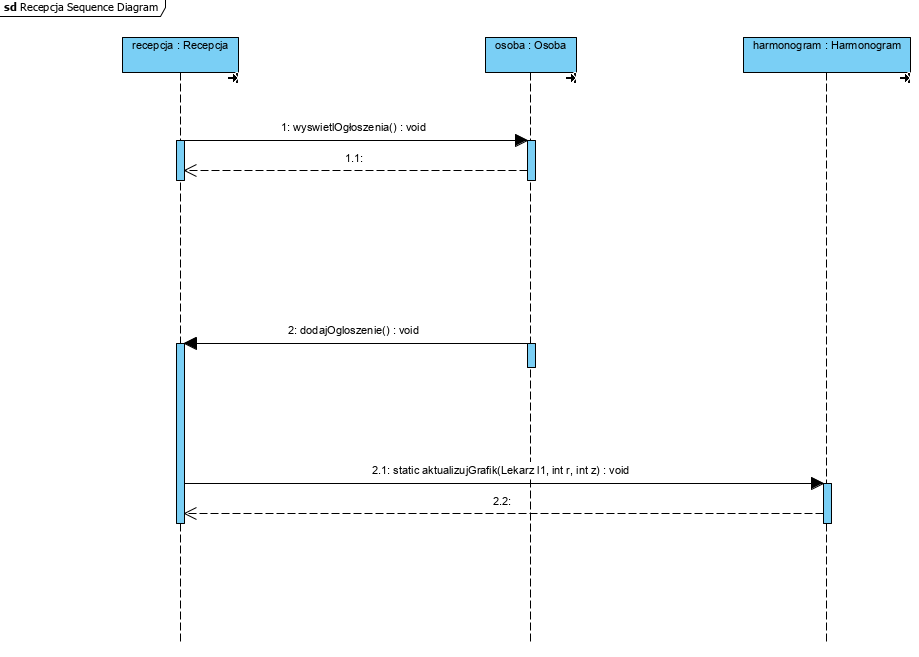 sd Recepcja Sequence Diagram
recepcja : Recepcja
osoba : Osoba
harmonogram : Harmonogram
1: wyswietlOgłoszenia() : void
1.1:
2: dodajOgloszenie() : void
2.1: static aktualizujGrafik(Lekarz l1, int r, int z) : void
2.2: